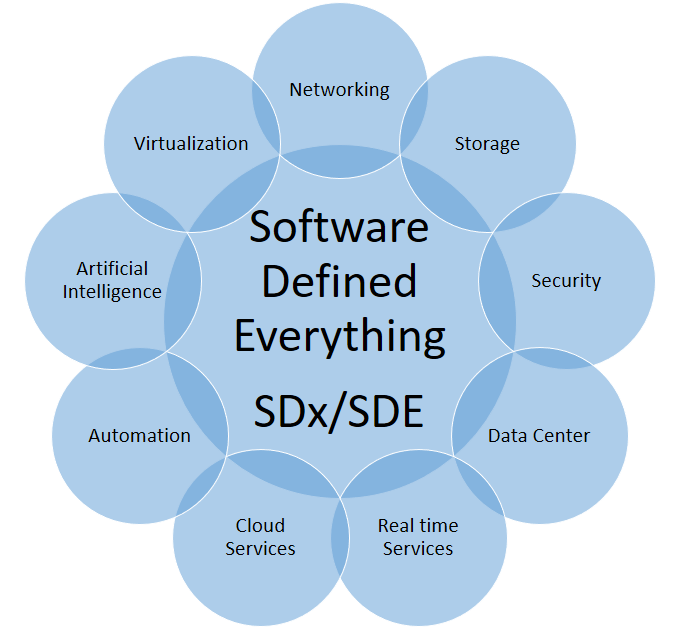 Networking
Storage
Security
Data Center
Real time
Services
Cloud
Services
Automation
Artificial
Intelligence
Virtualization
Software
Defined
Everything
SDx/SDE